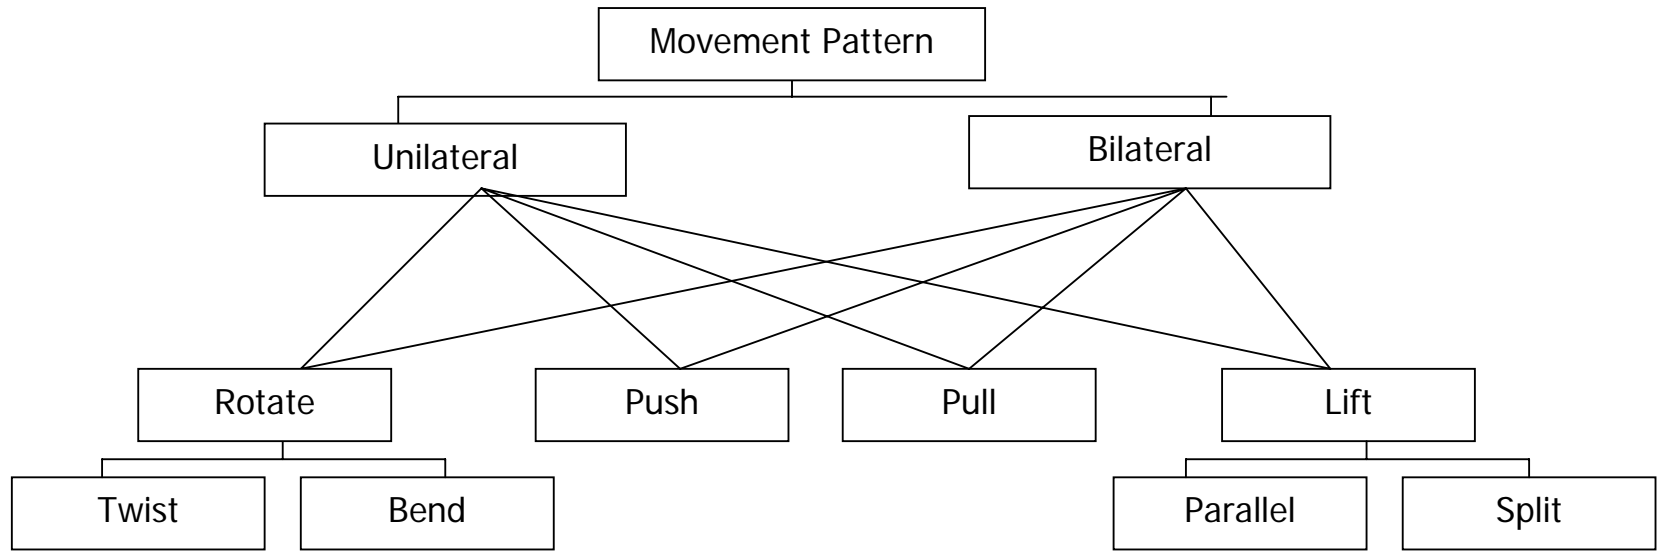 Movement Pattern
Unilateral
Bilateral
Rotate
Push
Pull
Lift
Twist
Bend
Parallel
Split